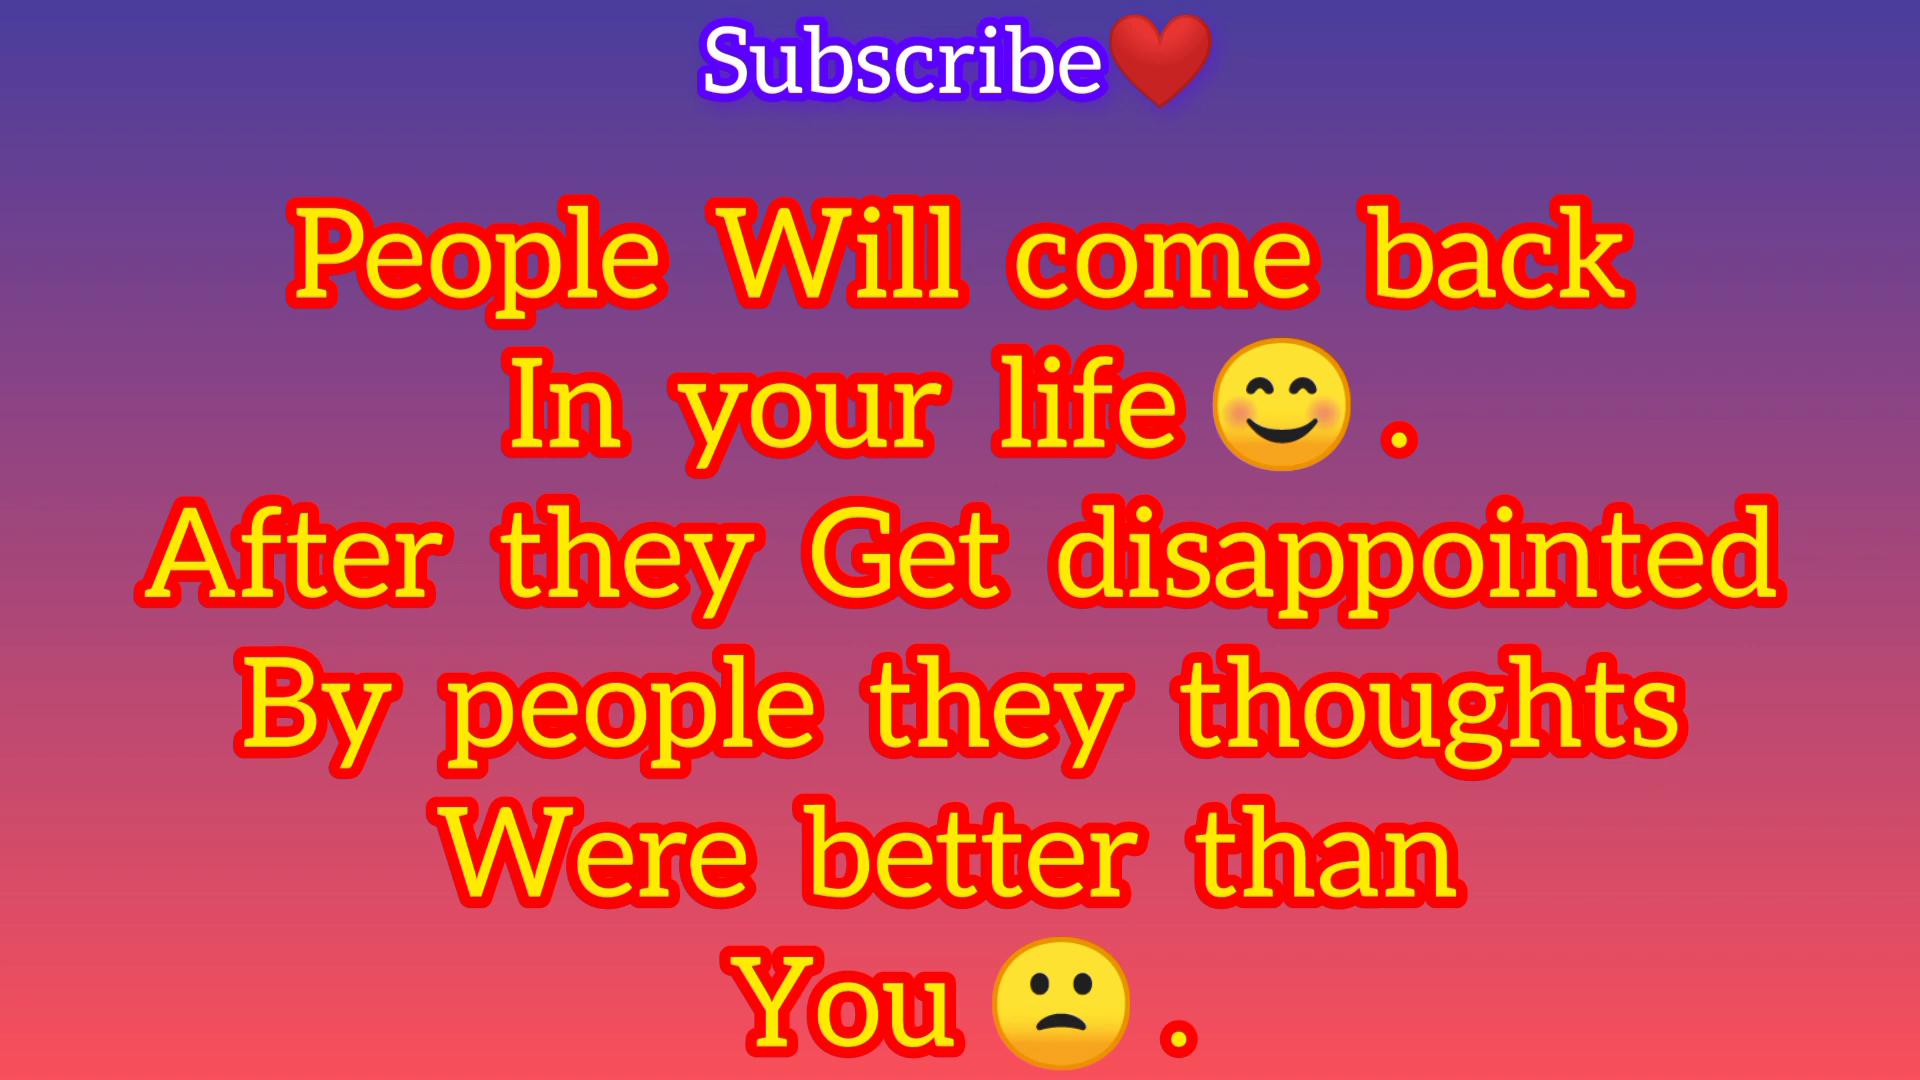 Subscribe❤️
People Will come back
In your life 😊 .
After they Get disappointed
By people they thoughts
Were better than
You 🙁 .